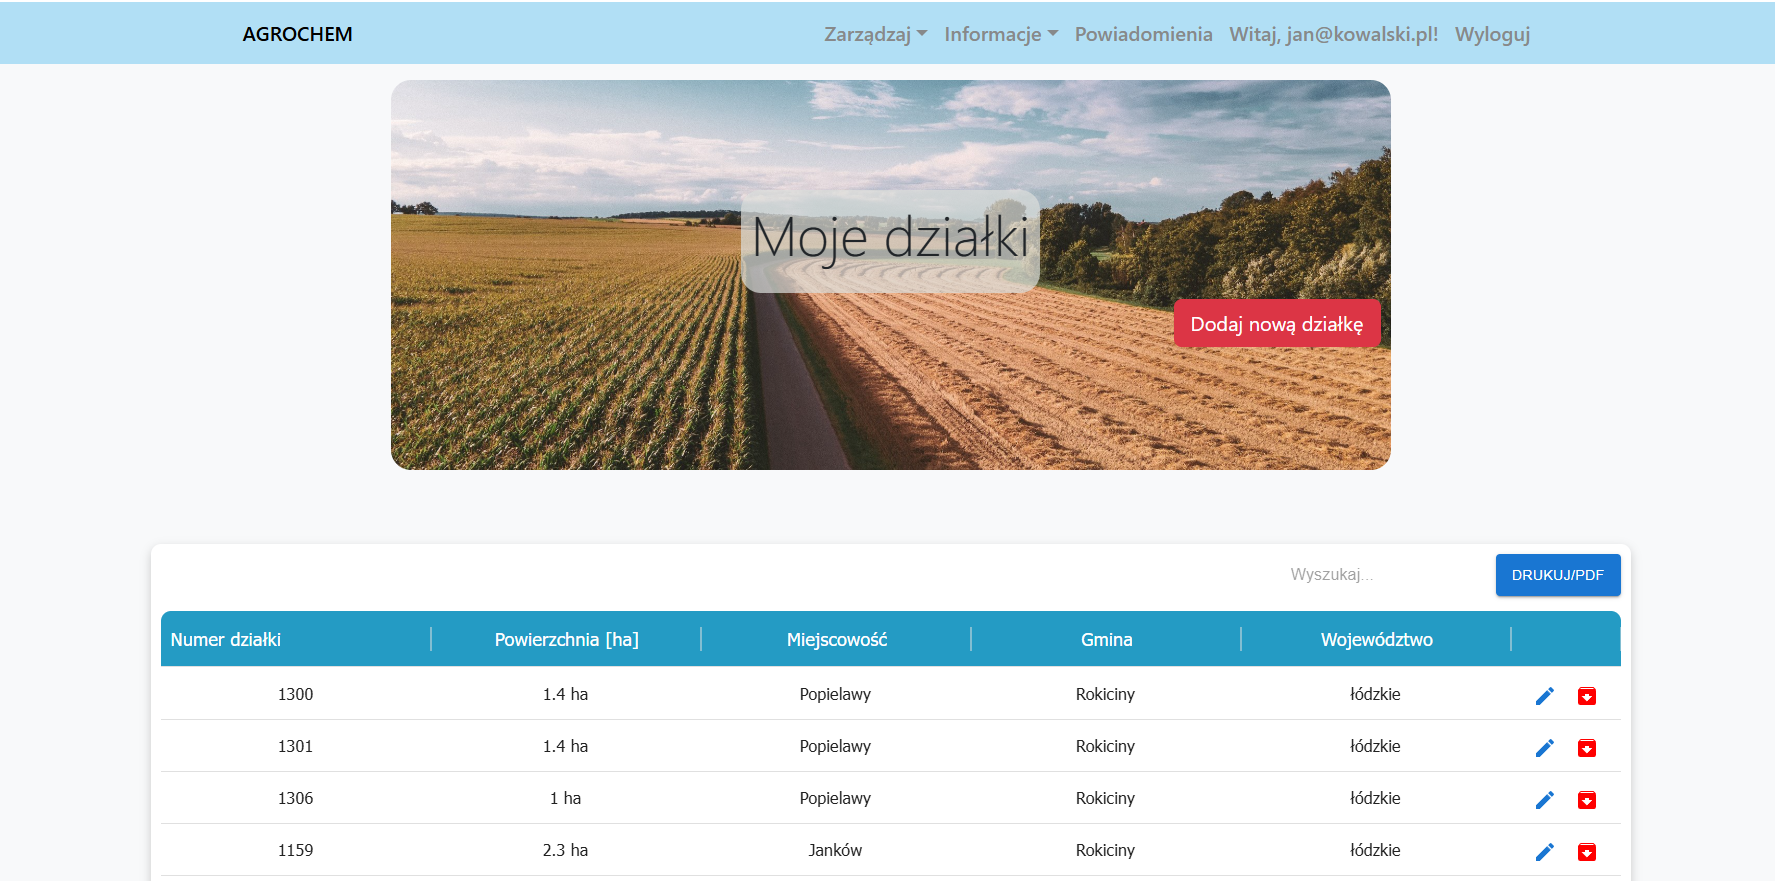 AGROCHEM Zarządzaj Informacje Powiadomienia Witaj, jan@kowalski.pl! Wyloguj
Moje działki
Dodaj nową działkę
Wyszukaj... DRUKUJ/PDF
Numer działki Powierzchnia [ha] Miejscowość Gmina Województwo
1300 1.4 ha Popielawy Rokiciny łódzkie
1301 1.4 ha Popielawy Rokiciny łódzkie
1306 1 ha Popielawy Rokiciny łódzkie
1159 2.3 ha Janków Rokiciny łódzkie